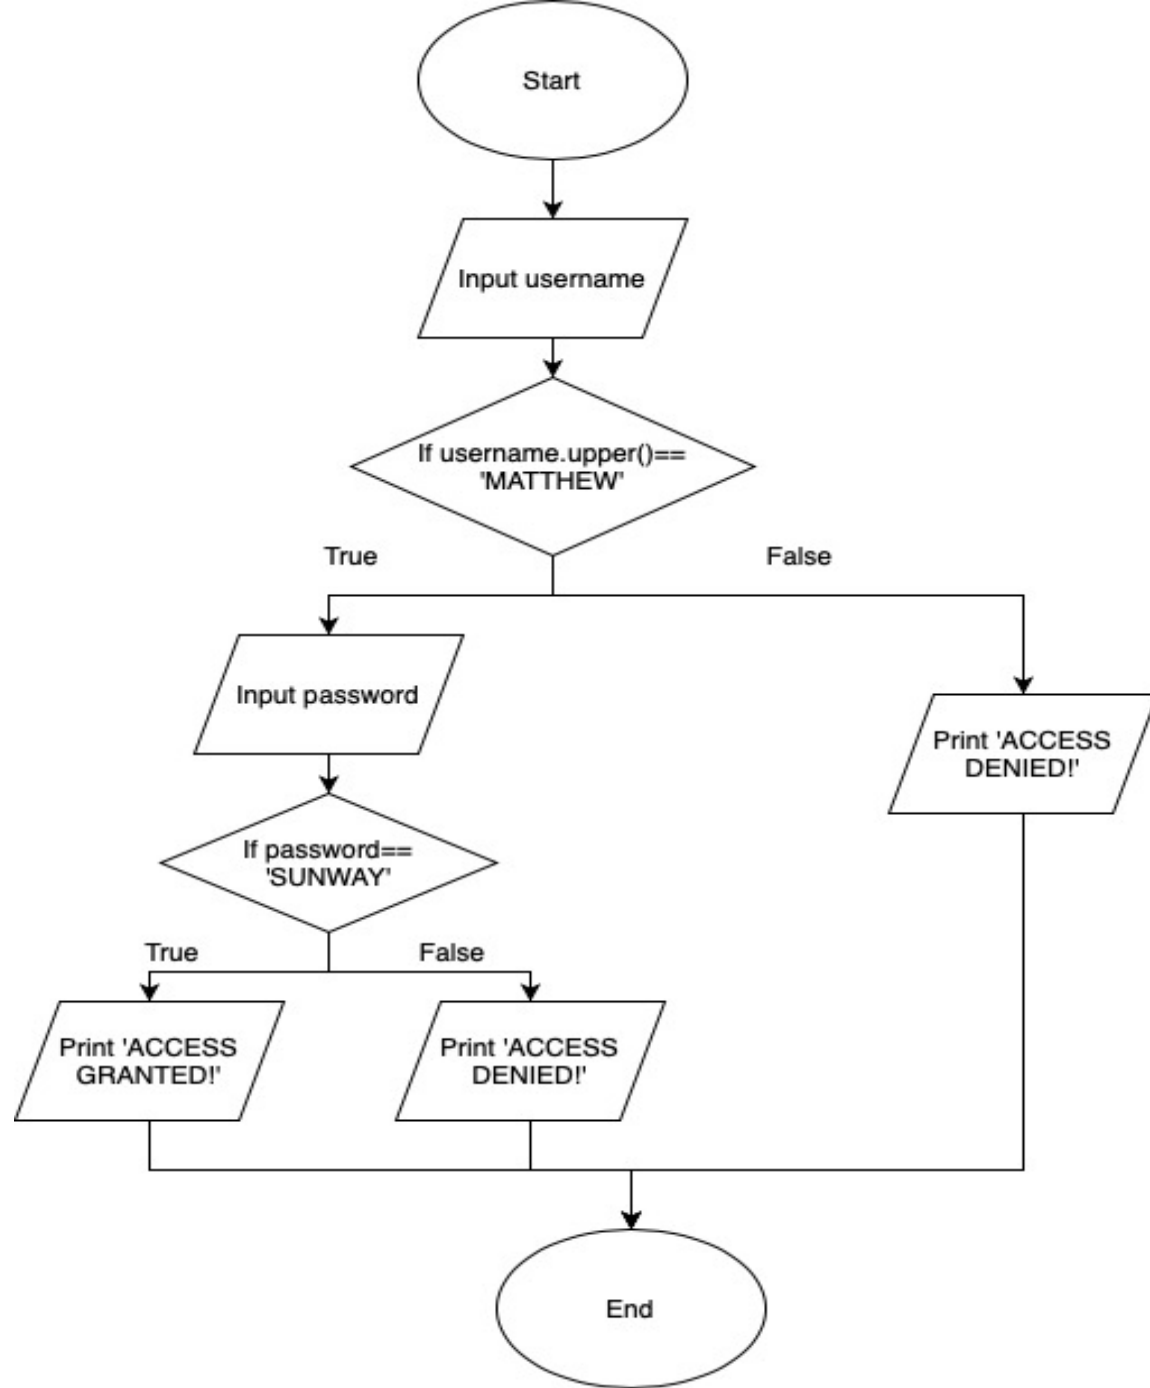 Start
Input username
If username.upper()==
'MATTHEW'
True
False
Input password
Print 'ACCESS
DENIED!'
If password==
'SUNWAY'
True
False
Print 'ACCESS
GRANTED!'
Print 'ACCESS
DENIED!'
End